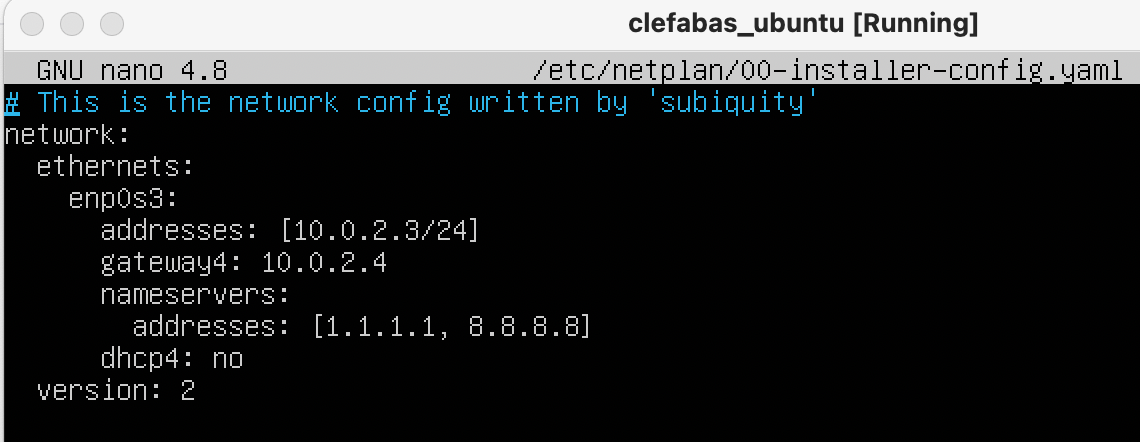 clefabas_ubuntu [Running]
GNU nano 4.8 /etc/netplan/00-installer-config.yaml
# This is the network config written by 'subiquity'
network:
  ethernets:
    enp0s3:
      addresses: [10.0.2.3/24]
      gateway4: 10.0.2.4
      nameservers:
        addresses: [1.1.1.1, 8.8.8.8]
      dhcp4: no
  version: 2